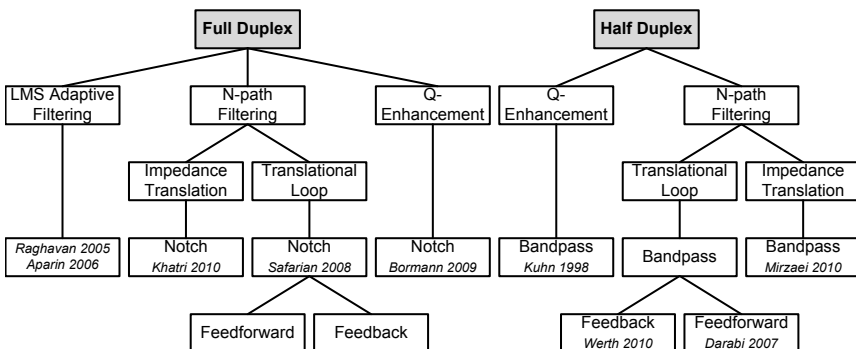 Full Duplex
Half Duplex
LMS Adaptive
Filtering
N-path
Filtering
Q-
Enhancement
Q-
Enhancement
N-path
Filtering
Impedance
Translation
Translational
Loop
Translational
Loop
Impedance
Translation
Raghavan 2005
Aparin 2006
Notch
Khatri 2010
Notch
Safarian 2008
Notch
Bormann 2009
Bandpass
Kuhn 1998
Bandpass
Bandpass
Mirzaei 2010
Feedforward
Feedback
Feedback
Werth 2010
Feedforward
Darabi 2007